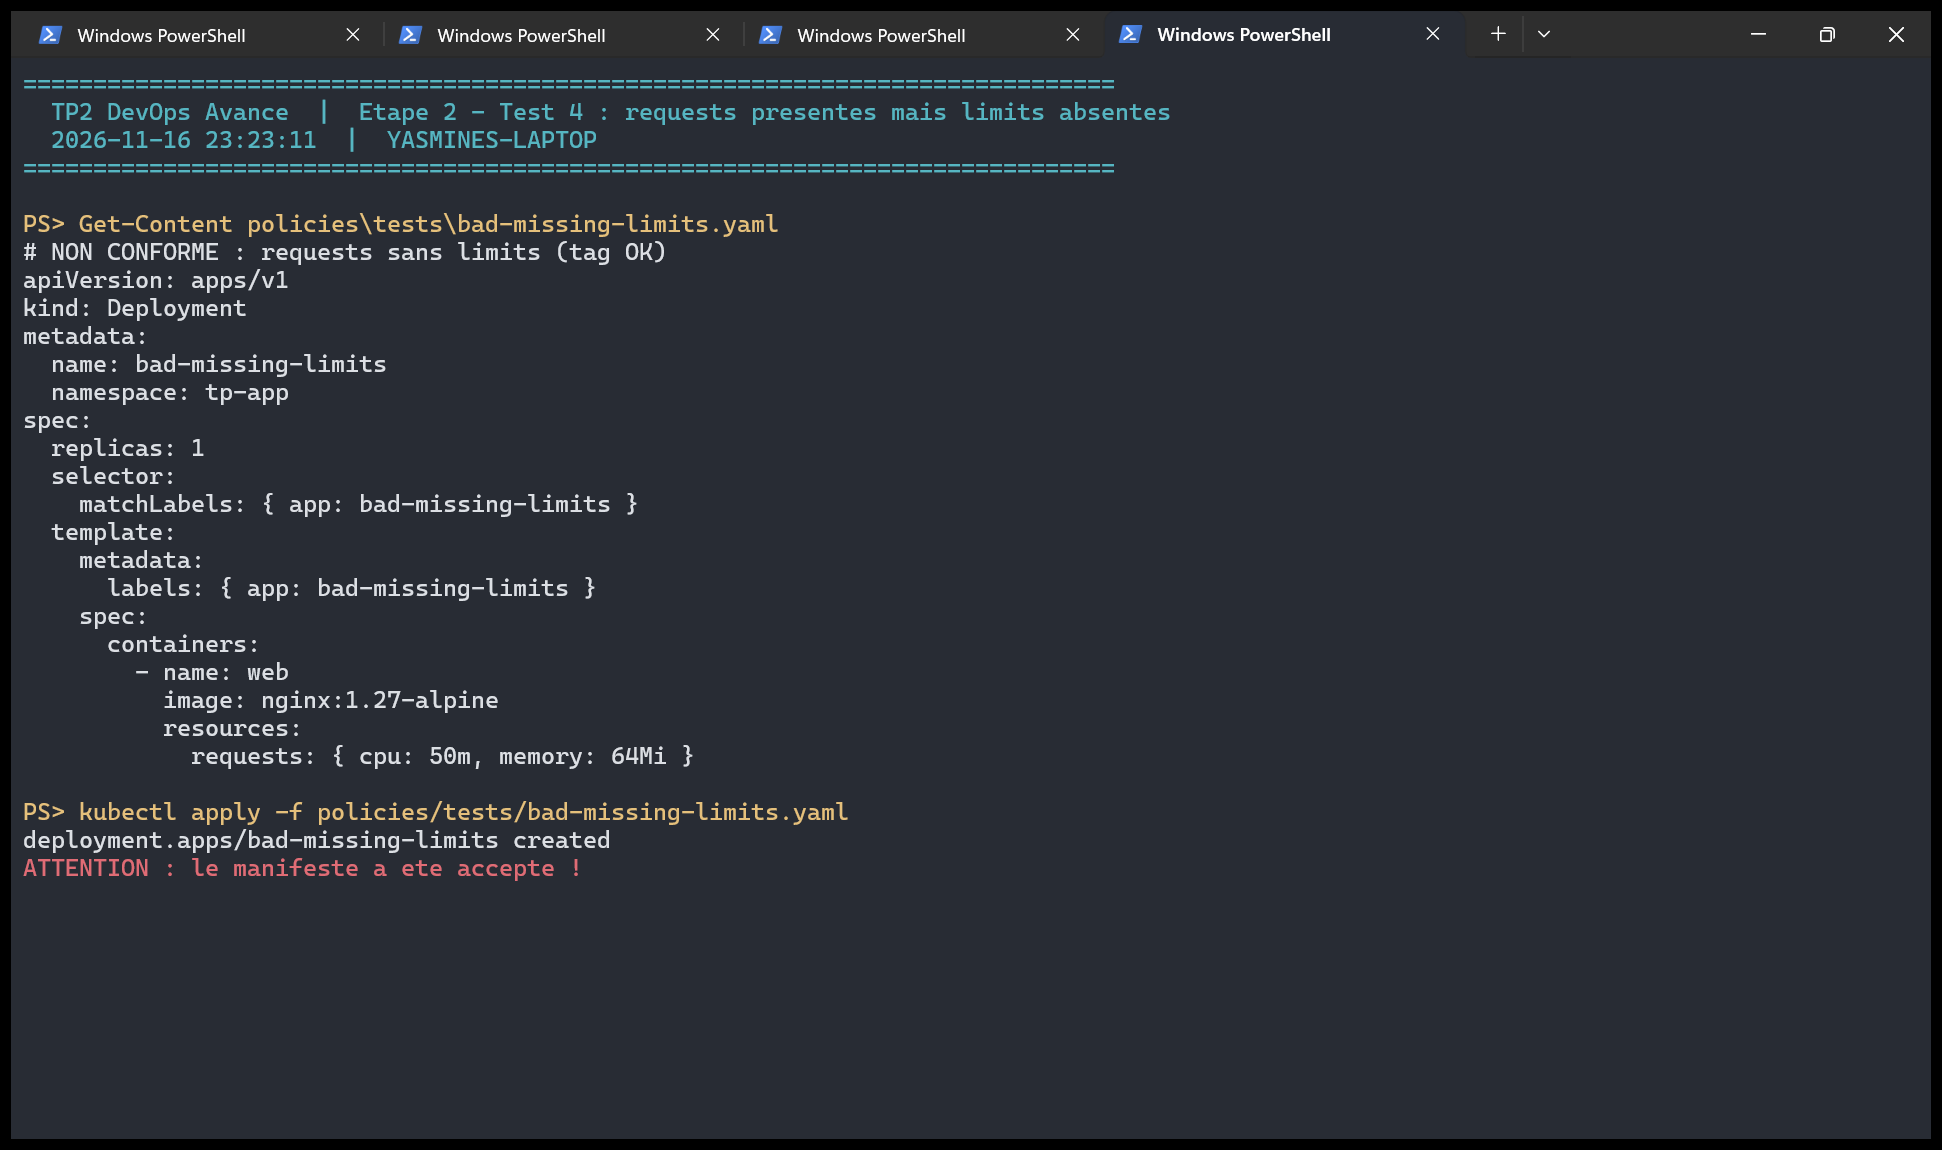 Windows PowerShell
Windows PowerShell
Windows PowerShell
Windows PowerShell
==============================================================================
  TP2 DevOps Avance  |  Etape 2 - Test 4 : requests presentes mais limits absentes
  2026-11-16 23:23:11  |  YASMINES-LAPTOP
==============================================================================
PS> Get-Content policies\tests\bad-missing-limits.yaml
# NON CONFORME : requests sans limits (tag OK)
apiVersion: apps/v1
kind: Deployment
metadata:
  name: bad-missing-limits
  namespace: tp-app
spec:
  replicas: 1
  selector:
    matchLabels: { app: bad-missing-limits }
  template:
    metadata:
      labels: { app: bad-missing-limits }
    spec:
      containers:
        - name: web
          image: nginx:1.27-alpine
          resources:
            requests: { cpu: 50m, memory: 64Mi }
PS> kubectl apply -f policies/tests/bad-missing-limits.yaml
deployment.apps/bad-missing-limits created
ATTENTION : le manifeste a ete accepte !